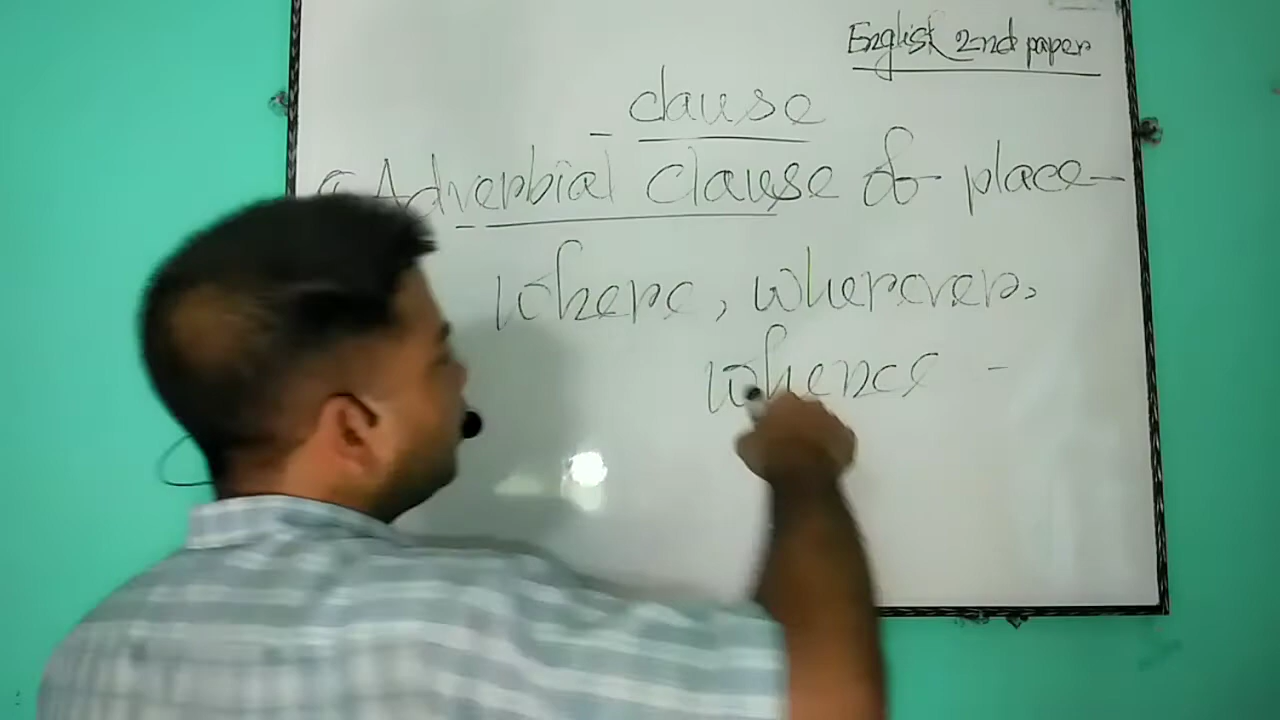 English 2nd paper
- clause
Adverbial clause of place -
where, wherever,
whence -